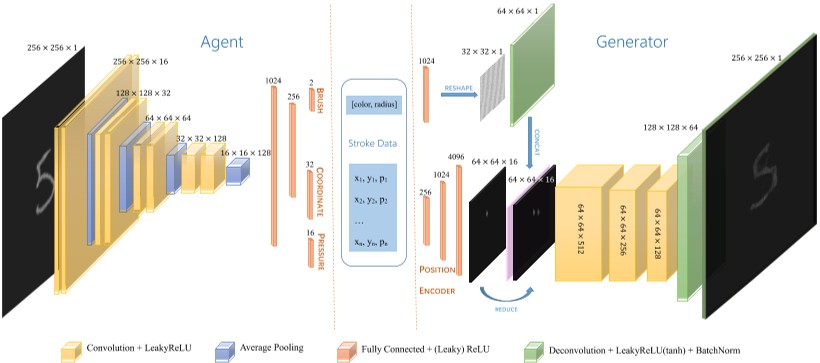 Agent
Generator
256 × 256 × 1
256 × 256 × 16
128 × 128 × 32
64 × 64 × 64
32 × 32 × 128
16 × 16 × 128
1024
256
2
BRUSH
32
COORDINATE
16
PRESSURE
[color, radius]
Stroke Data
x₁, y₁, p₁
x₂, y₂, p₂
...
xₙ, yₙ, pₙ
1024
RESHAPE
32 × 32 × 1
64 × 64 × 1
CONCAT
256
1024
4096
POSITION
ENCODER
64 × 64 × 16
64 × 64 × 16
REDUCE
64 × 64 × 512
64 × 64 × 256
64 × 64 × 128
128 × 128 × 64
256 × 256 × 1
Convolution + LeakyReLU
Average Pooling
Fully Connected + (Leaky) ReLU
Deconvolution + LeakyReLU(tanh) + BatchNorm